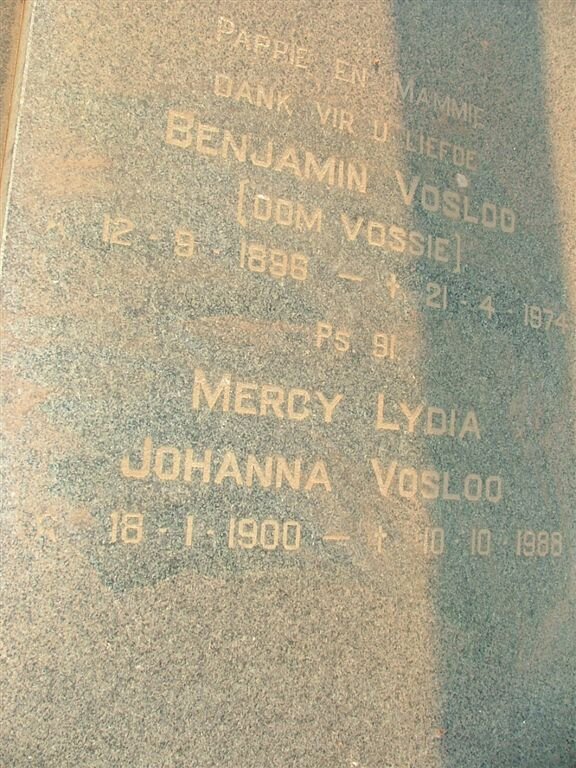 PAPPIE EN MAMMIE
DANK VIR U LIEFDE
BENJAMIN VOSLOO
[OOM VOSSIE]
* 12 - 9 - 1898 - † 21 - 4 - 1974
PS 91
MERCY LYDIA
JOHANNA VOSLOO
* 18 - 1 - 1900 - † 10 - 10 - 1988